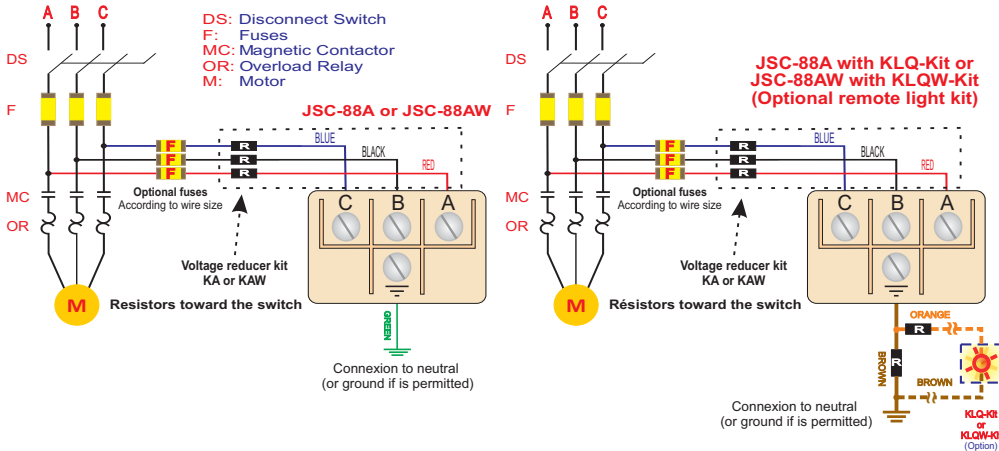 A B C
DS: Disconnect Switch
F: Fuses
MC: Magnetic Contactor
OR: Overload Relay
M: Motor
DS
F
JSC-88A or JSC-88AW
F R BLUE
F R BLACK
F R RED
Optional fuses
According to wire size
MC
OR
C B A
Voltage reducer kit
KA or KAW
M
Resistors toward the switch
GREEN
Connexion to neutral
(or ground if is permitted)
A B C
DS
JSC-88A with KLQ-Kit or
JSC-88AW with KLQW-Kit
(Optional remote light kit)
F
F R BLUE
F R BLACK
F R RED
Optional fuses
According to wire size
MC
OR
C B A
Voltage reducer kit
KA or KAW
M
Résistors toward the switch
ORANGE
R
BROWN
R
BROWN
Connexion to neutral
(or ground if is permitted)
KLQ-Kit
or
KLQW-Ki
(Option)